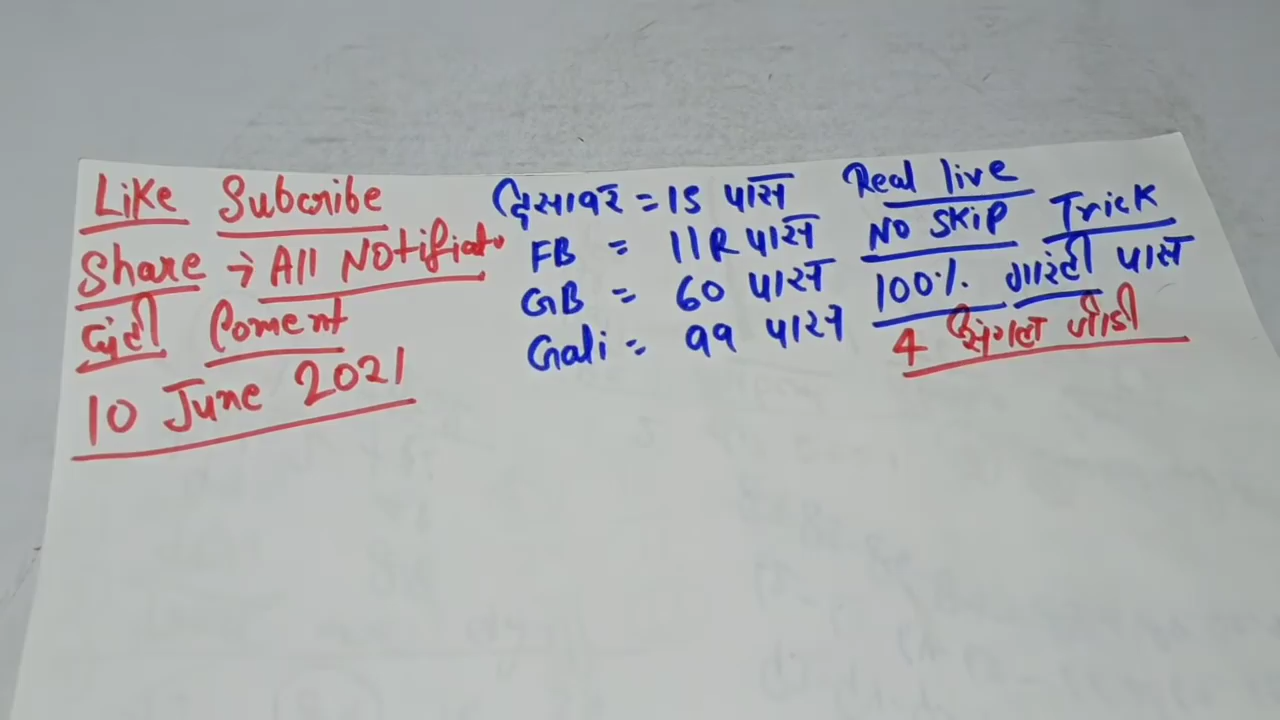 Like Subcribe
Share → All NOtificat
घंटी Coment
10 June 2021
दिसावर = 15 पास
FB = 11R पास
GB = 60 पास
Gali = 99 पास
Real live
No SKip Trick
100% गारंटी पास
4 सिंगल जोडी